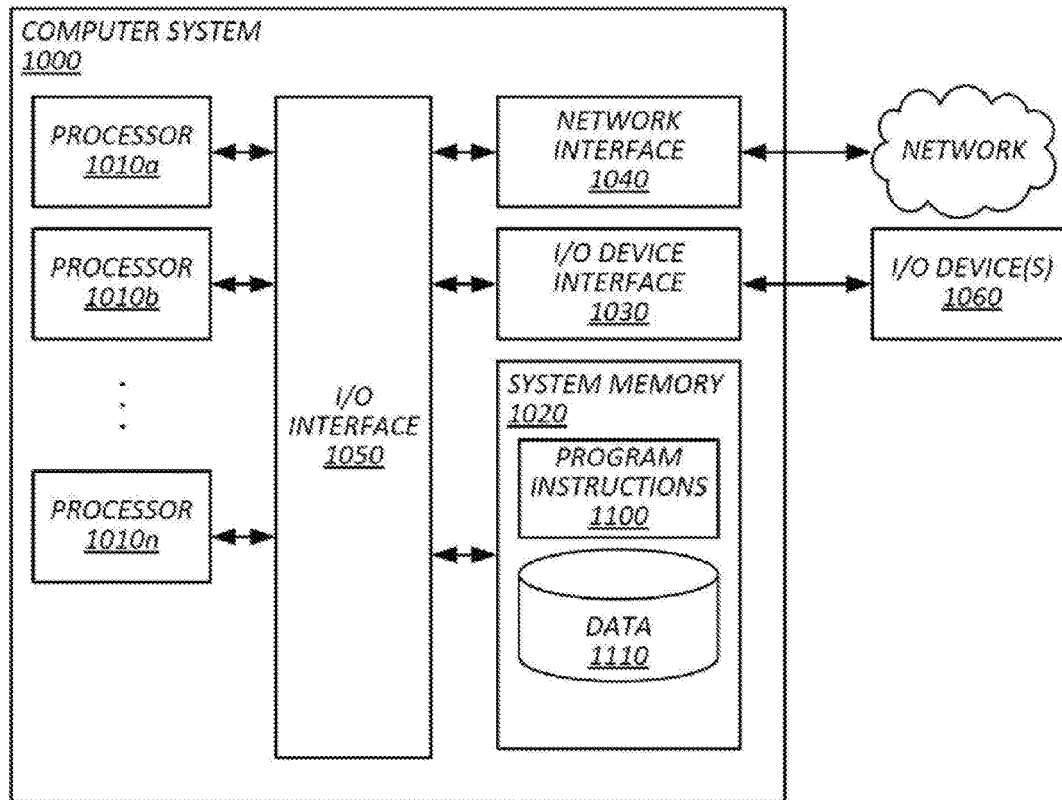 COMPUTER SYSTEM
1000
PROCESSOR
1010a
PROCESSOR
1010b
PROCESSOR
1010n
I/O
INTERFACE
1050
NETWORK
INTERFACE
1040
I/O DEVICE
INTERFACE
1030
SYSTEM MEMORY
1020
PROGRAM
INSTRUCTIONS
1100
DATA
1110
NETWORK
I/O DEVICE(S)
1060